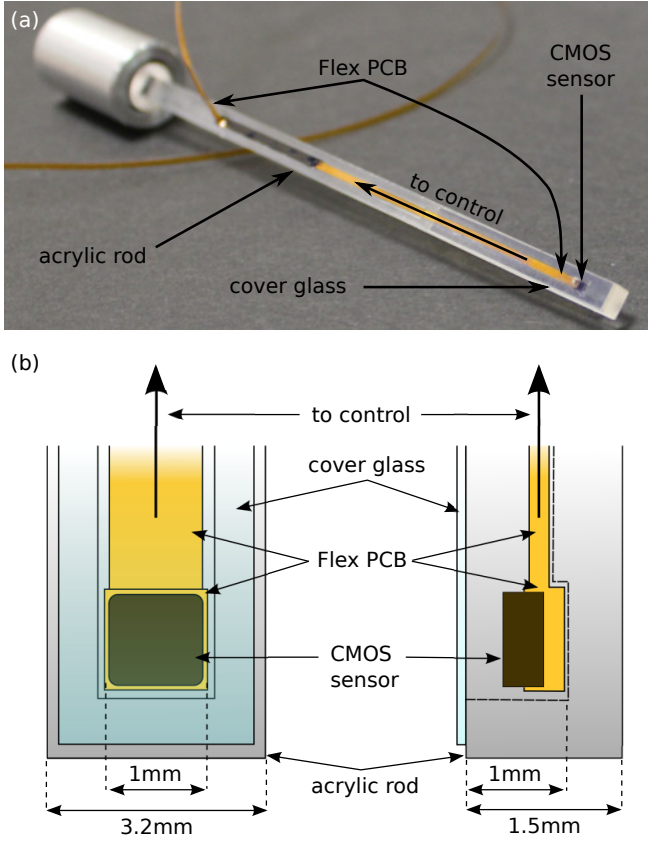 (a)
Flex PCB
CMOS
sensor
to control
acrylic rod
cover glass
(b)
to control
cover glass
Flex PCB
CMOS
sensor
1mm
acrylic rod
1mm
3.2mm
1.5mm